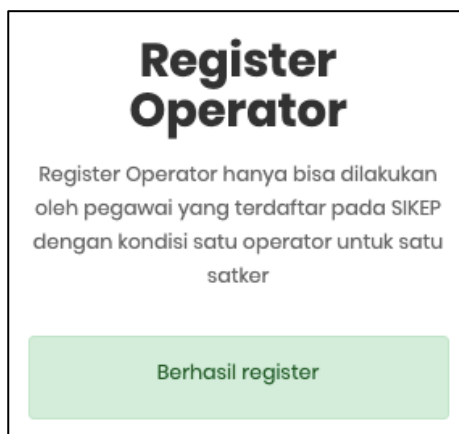 Register
Operator
Register Operator hanya bisa dilakukan
oleh pegawai yang terdaftar pada SIKEP
dengan kondisi satu operator untuk satu
satker
Berhasil register